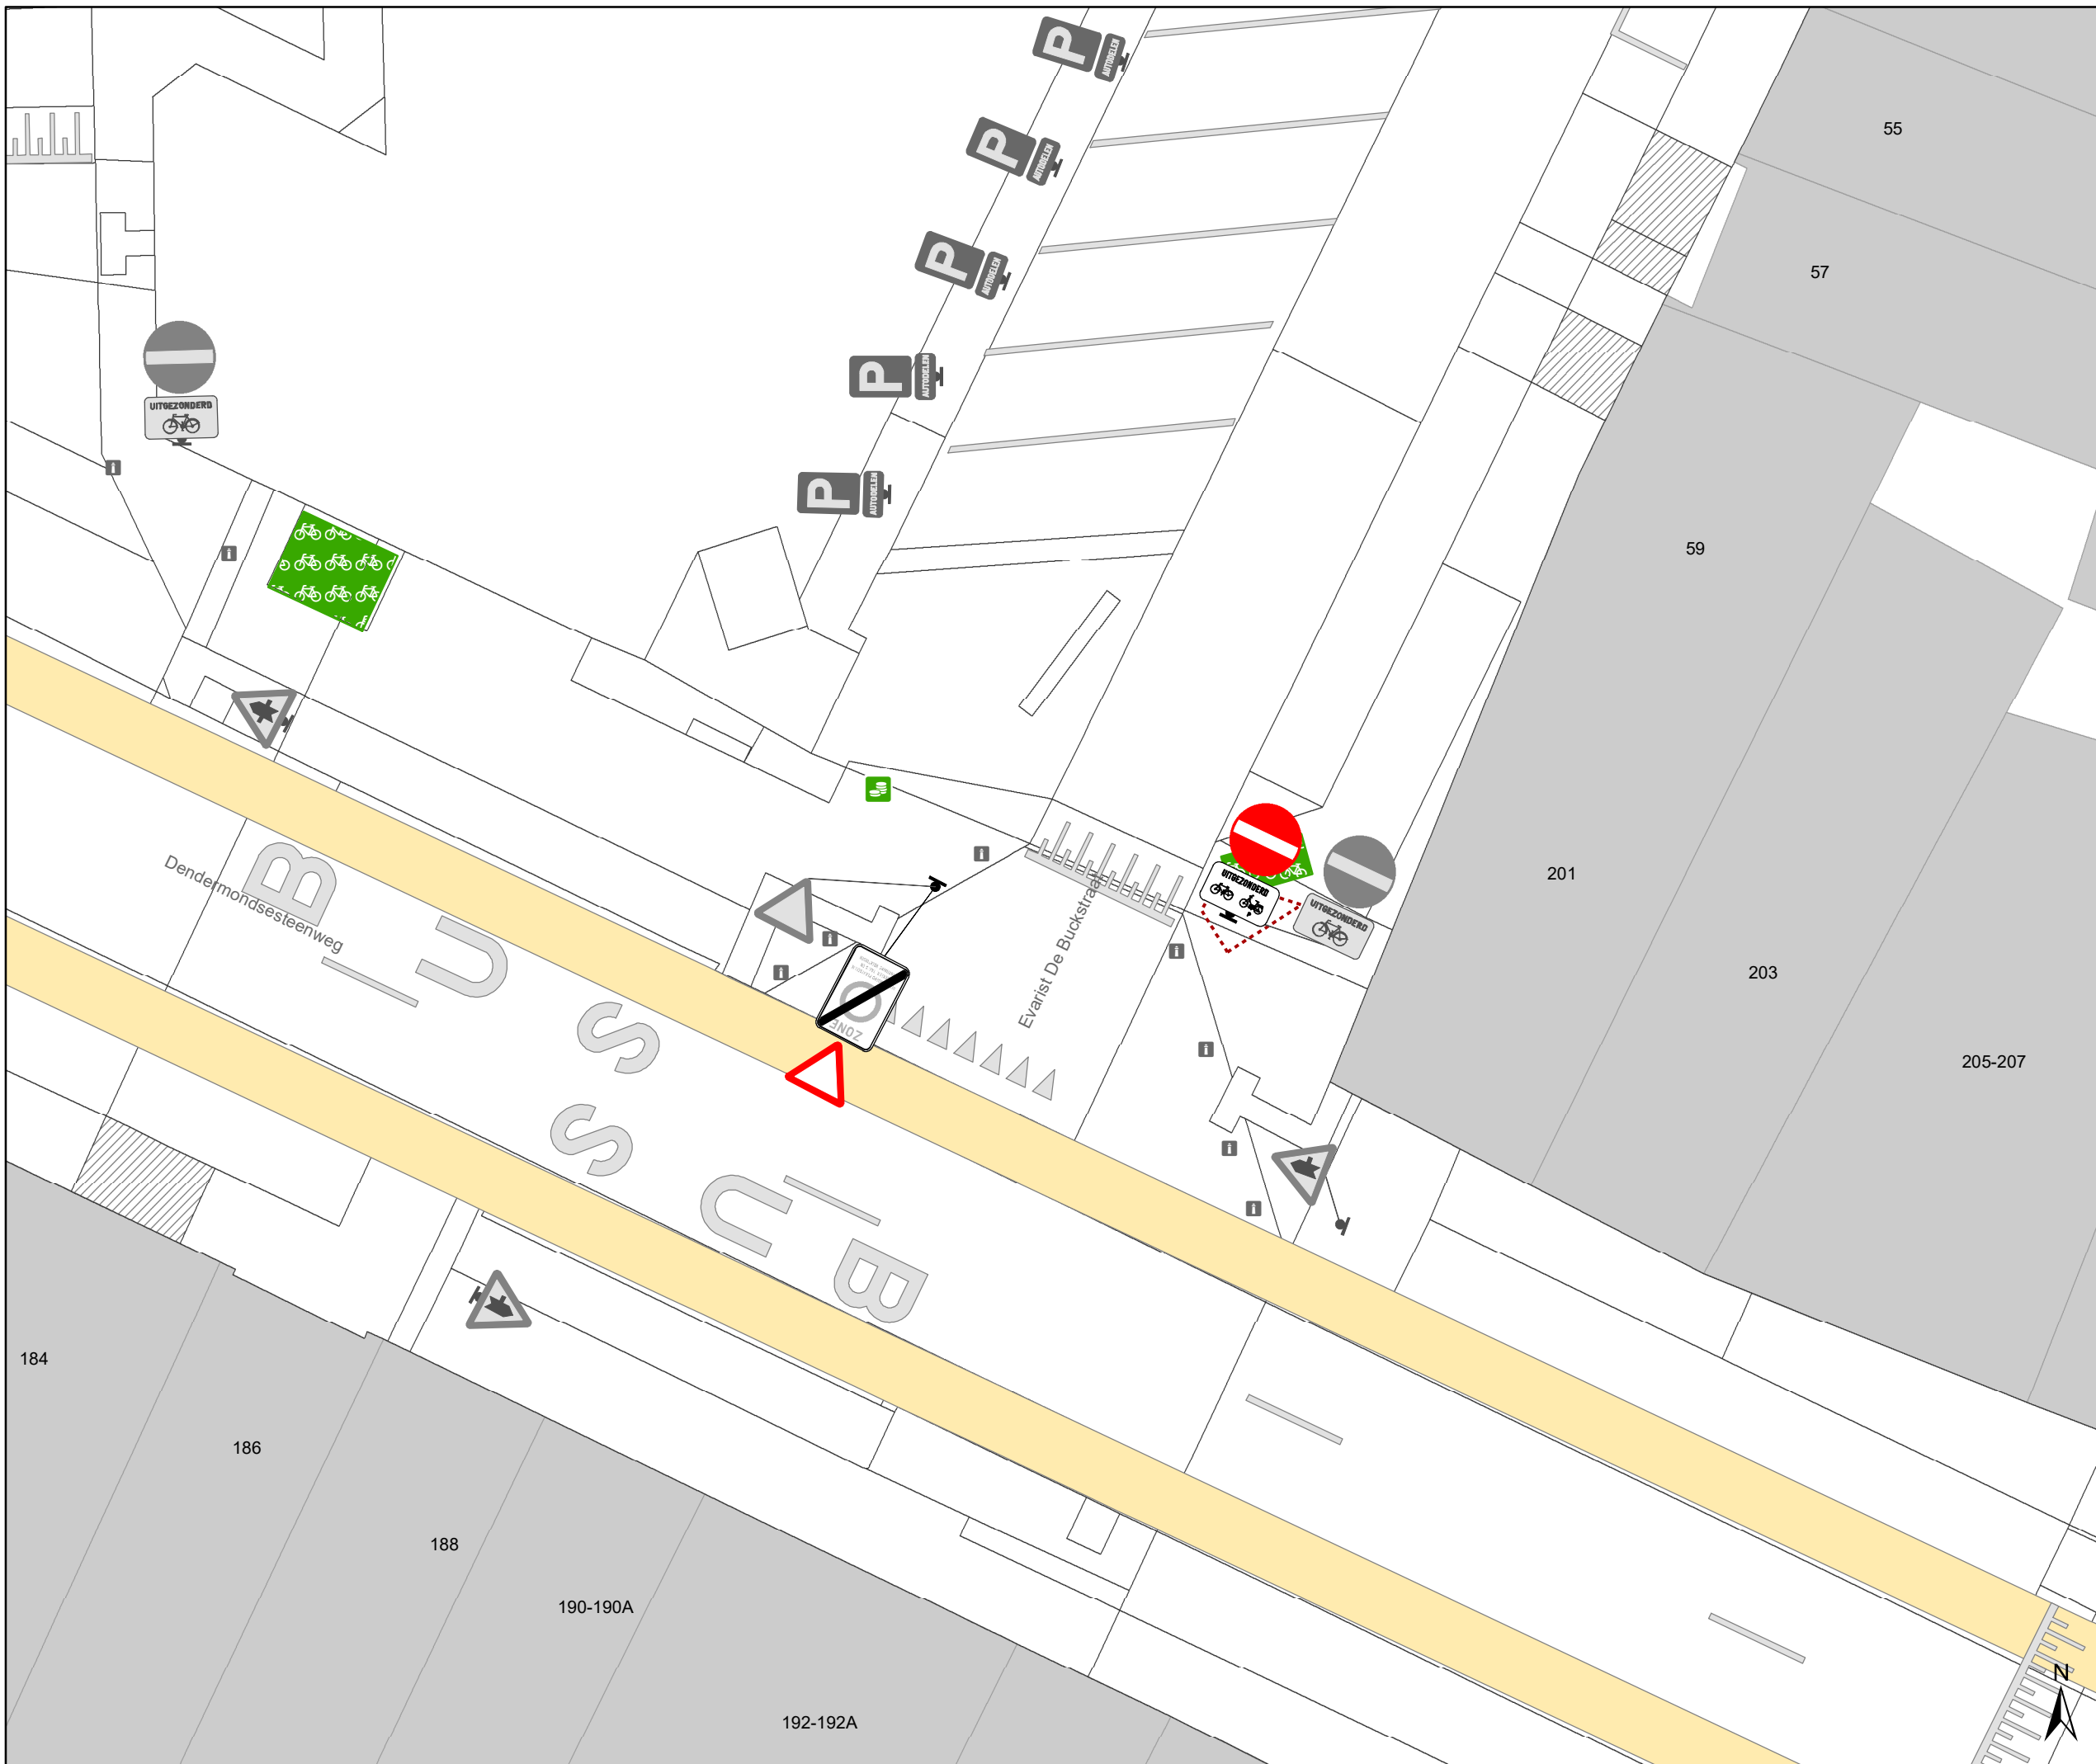 P
AUTODELEN
P
AUTODELEN
55
P
AUTODELEN
57
P
AUTODELEN
UITGEZONDERD
P
AUTODELEN
59
Dendermondsesteenweg
BUS
BUS
Evarist De Buckstraat
UITGEZONDERD
P
UITGEZONDERD
ZONE
201
203
205-207
184
186
188
190-190A
192-192A
N